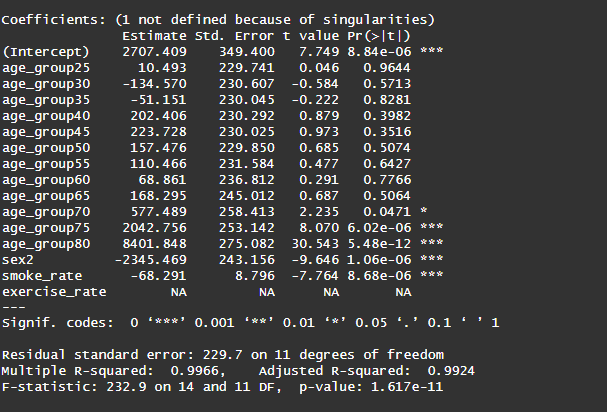 Coefficients: (1 not defined because of singularities)
Estimate Std. Error t value Pr(>|t|)
(Intercept) 2707.409 349.400 7.749 8.84e-06 ***
age_group25 10.493 229.741 0.046 0.9644
age_group30 -134.570 230.607 -0.584 0.5713
age_group35 -51.151 230.045 -0.222 0.8281
age_group40 202.406 230.292 0.879 0.3982
age_group45 223.728 230.025 0.973 0.3516
age_group50 157.476 229.850 0.685 0.5074
age_group55 110.466 231.584 0.477 0.6427
age_group60 68.861 236.812 0.291 0.7766
age_group65 168.295 245.012 0.687 0.5064
age_group70 577.489 258.413 2.235 0.0471 *
age_group75 2042.756 253.142 8.070 6.02e-06 ***
age_group80 8401.848 275.082 30.543 5.48e-12 ***
sex2 -2345.469 243.156 -9.646 1.06e-06 ***
smoke_rate -68.291 8.796 -7.764 8.68e-06 ***
exercise_rate NA NA NA NA
---
Signif. codes: 0 ‘***’ 0.001 ‘**’ 0.01 ‘*’ 0.05 ‘.’ 0.1 ‘ ’ 1
Residual standard error: 229.7 on 11 degrees of freedom
Multiple R-squared: 0.9966, Adjusted R-squared: 0.9924
F-statistic: 232.9 on 14 and 11 DF, p-value: 1.617e-11